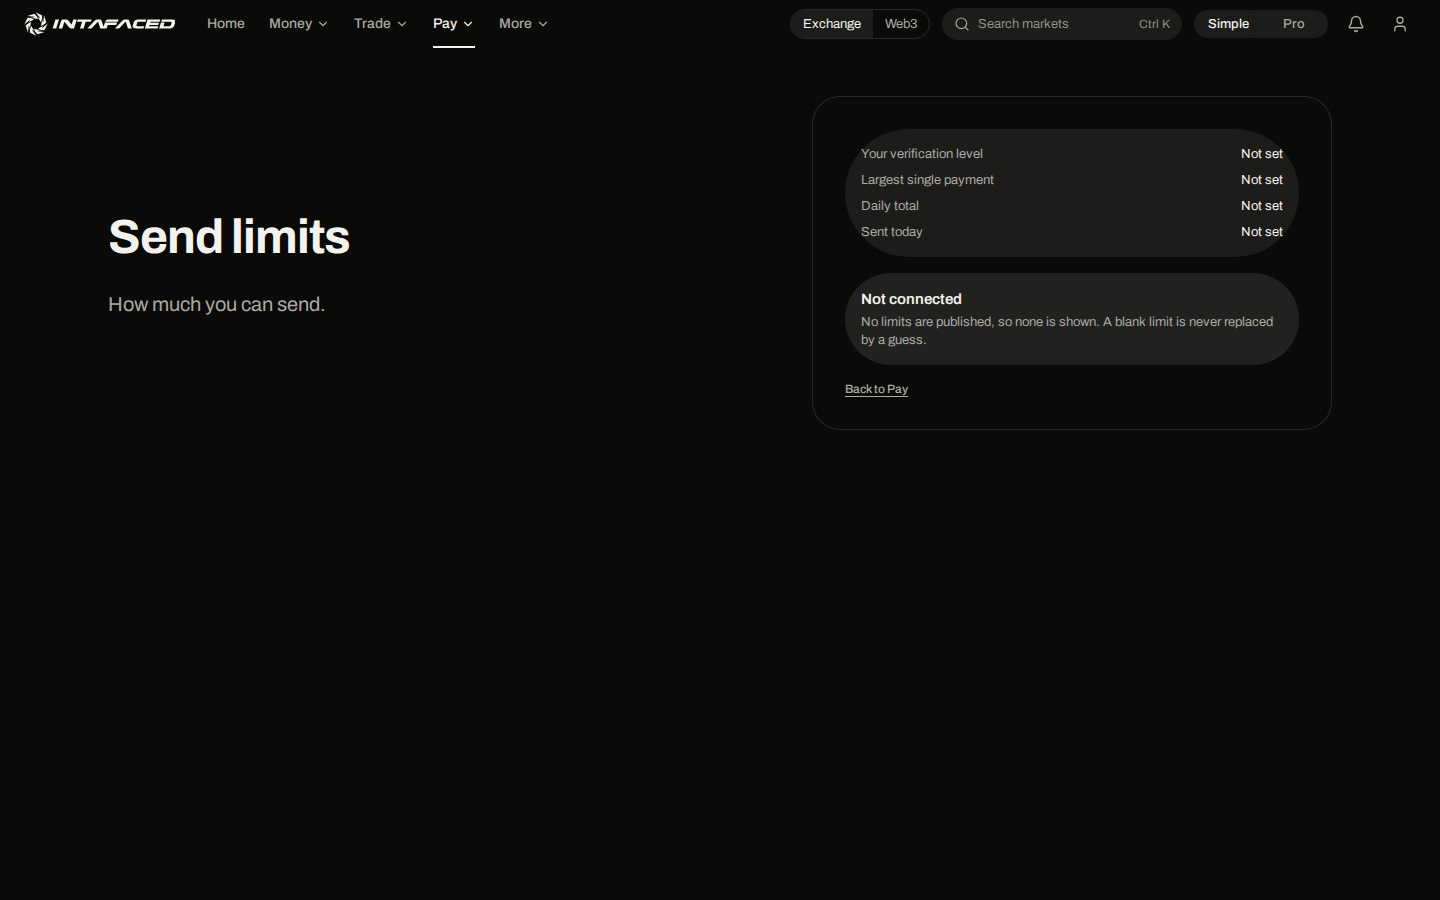 INTAFACED Home Money Trade Pay More Exchange Web3 Search markets Ctrl K Simple Pro
Send limits
How much you can send.
Your verification level Not set
Largest single payment Not set
Daily total Not set
Sent today Not set
Not connected
No limits are published, so none is shown. A blank limit is never replaced
by a guess.
Back to Pay